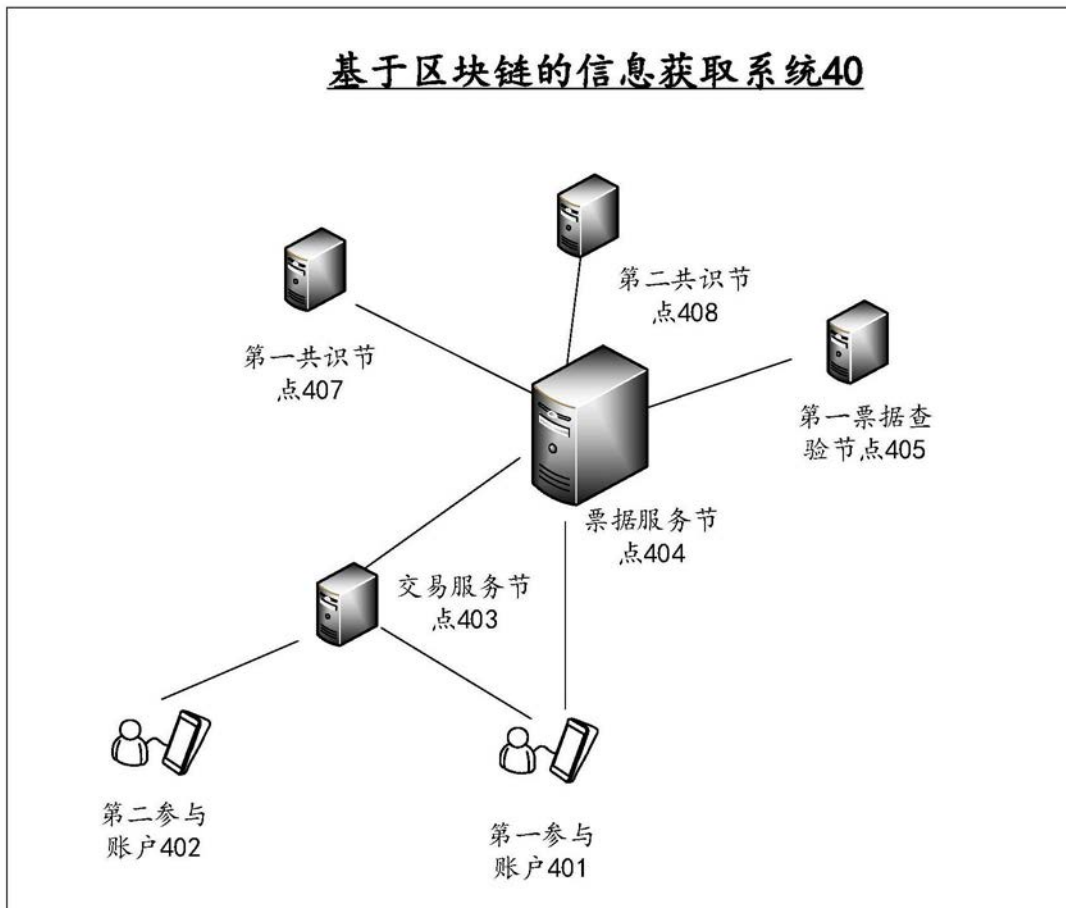 基于区块链的信息获取系统40
第二共识节
点408
第一共识节
点407
第一票据查
验节点405
票据服务节
点404
交易服务节
点403
第二参与
账户402
第一参与
账户401